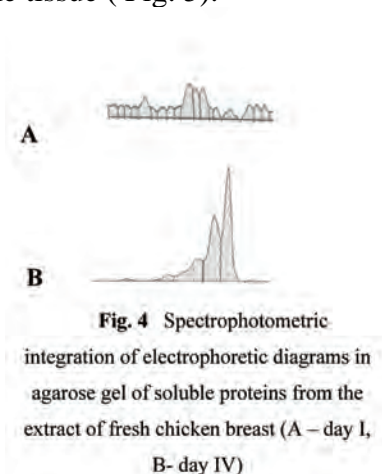 A
B
Fig. 4 Spectrophotometric
integration of electrophoretic diagrams in
agarose gel of soluble proteins from the
extract of fresh chicken breast (A – day I,
B- day IV)